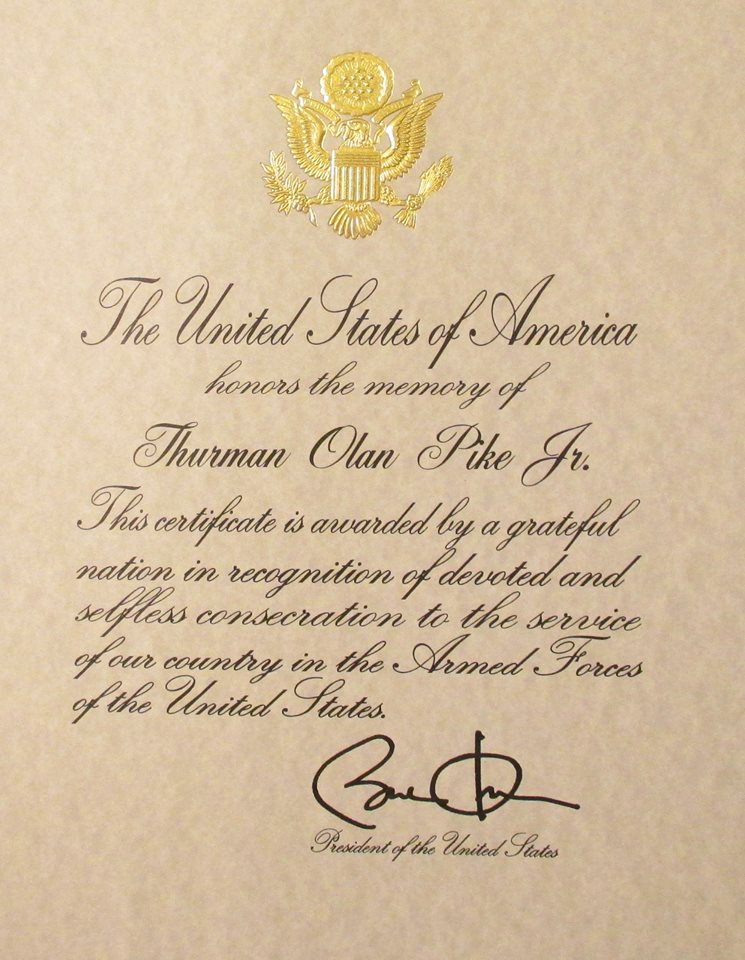 The United States of America
honors the memory of
Thurman Olan Pike Jr.
This certificate is awarded by a grateful
nation in recognition of devoted and
selfless consecration to the service
of our country in the Armed Forces
of the United States.
President of the United States